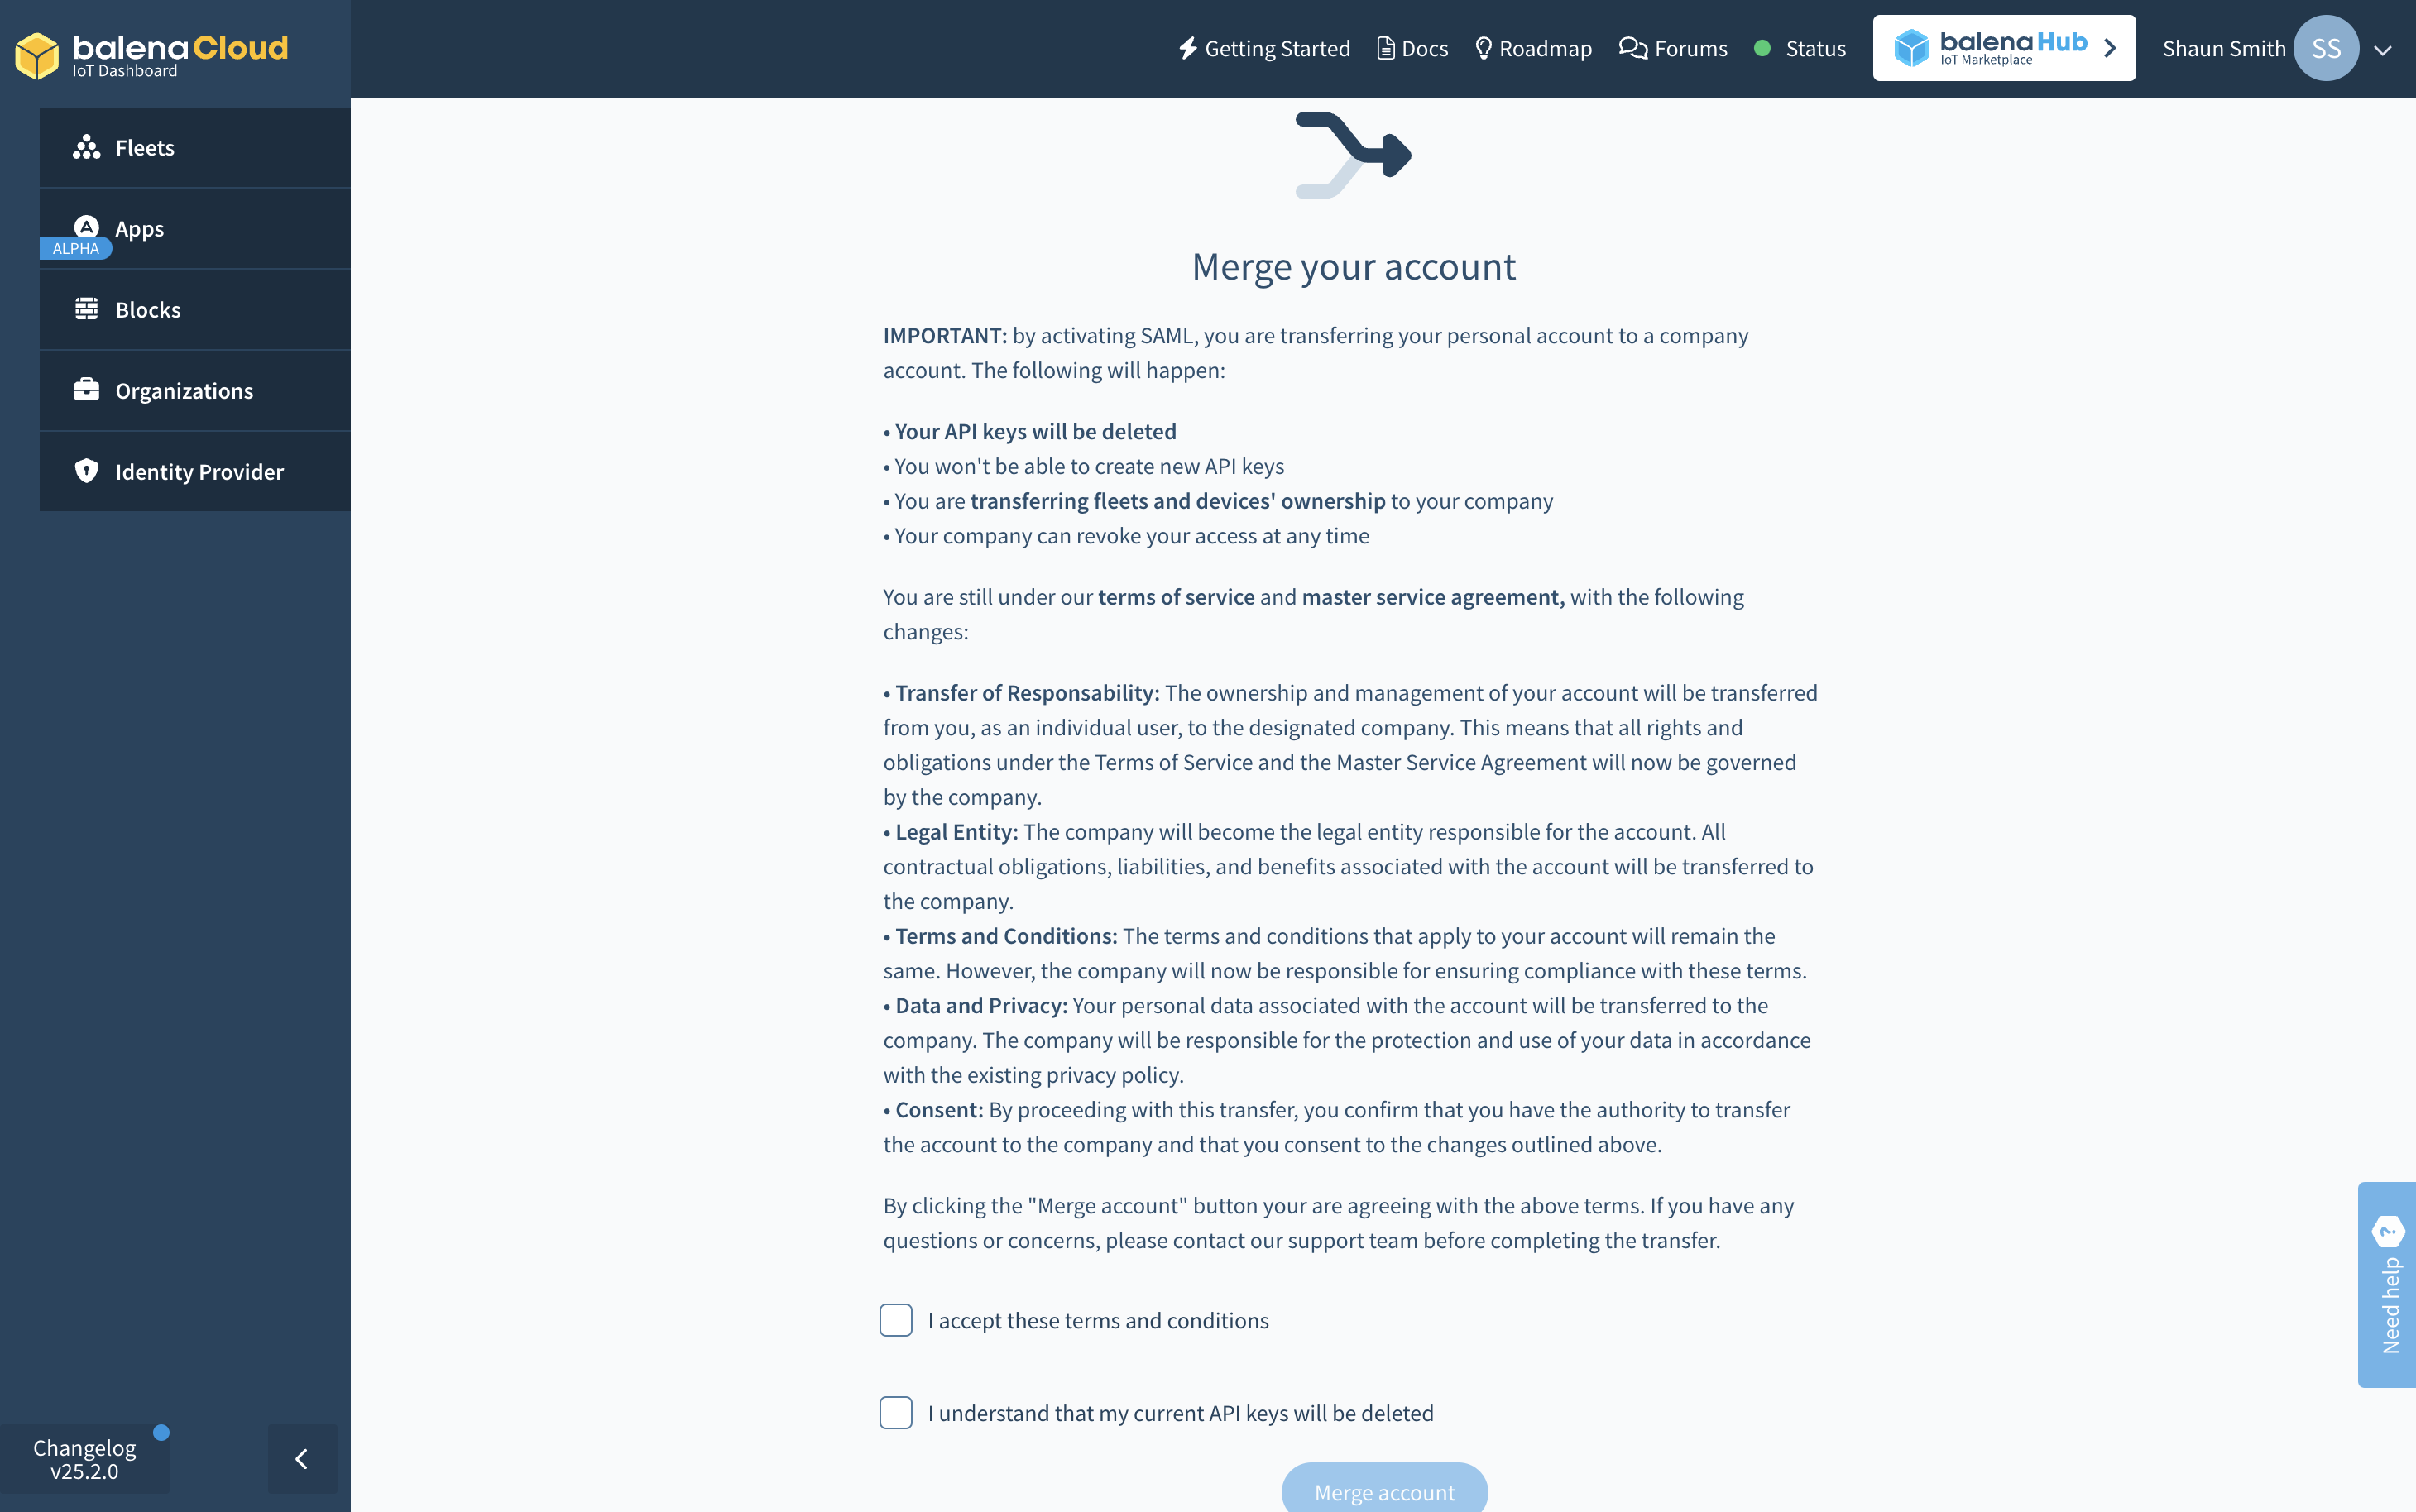 balenaCloud
IoT Dashboard
Getting Started
Docs
Roadmap
Forums
Status
balenaHub
IoT Marketplace
Shaun Smith
SS
Fleets
Apps
ALPHA
Blocks
Organizations
Identity Provider
Merge your account
IMPORTANT: by activating SAML, you are transferring your personal account to a company
account. The following will happen:
• Your API keys will be deleted
• You won't be able to create new API keys
• You are transferring fleets and devices' ownership to your company
• Your company can revoke your access at any time
You are still under our terms of service and master service agreement, with the following
changes:
• Transfer of Responsability: The ownership and management of your account will be transferred
from you, as an individual user, to the designated company. This means that all rights and
obligations under the Terms of Service and the Master Service Agreement will now be governed
by the company.
• Legal Entity: The company will become the legal entity responsible for the account. All
contractual obligations, liabilities, and benefits associated with the account will be transferred to
the company.
• Terms and Conditions: The terms and conditions that apply to your account will remain the
same. However, the company will now be responsible for ensuring compliance with these terms.
• Data and Privacy: Your personal data associated with the account will be transferred to the
company. The company will be responsible for the protection and use of your data in accordance
with the existing privacy policy.
• Consent: By proceeding with this transfer, you confirm that you have the authority to transfer
the account to the company and that you consent to the changes outlined above.
By clicking the "Merge account" button your are agreeing with the above terms. If you have any
questions or concerns, please contact our support team before completing the transfer.
I accept these terms and conditions
I understand that my current API keys will be deleted
Merge account
Need help
?
Changelog
v25.2.0